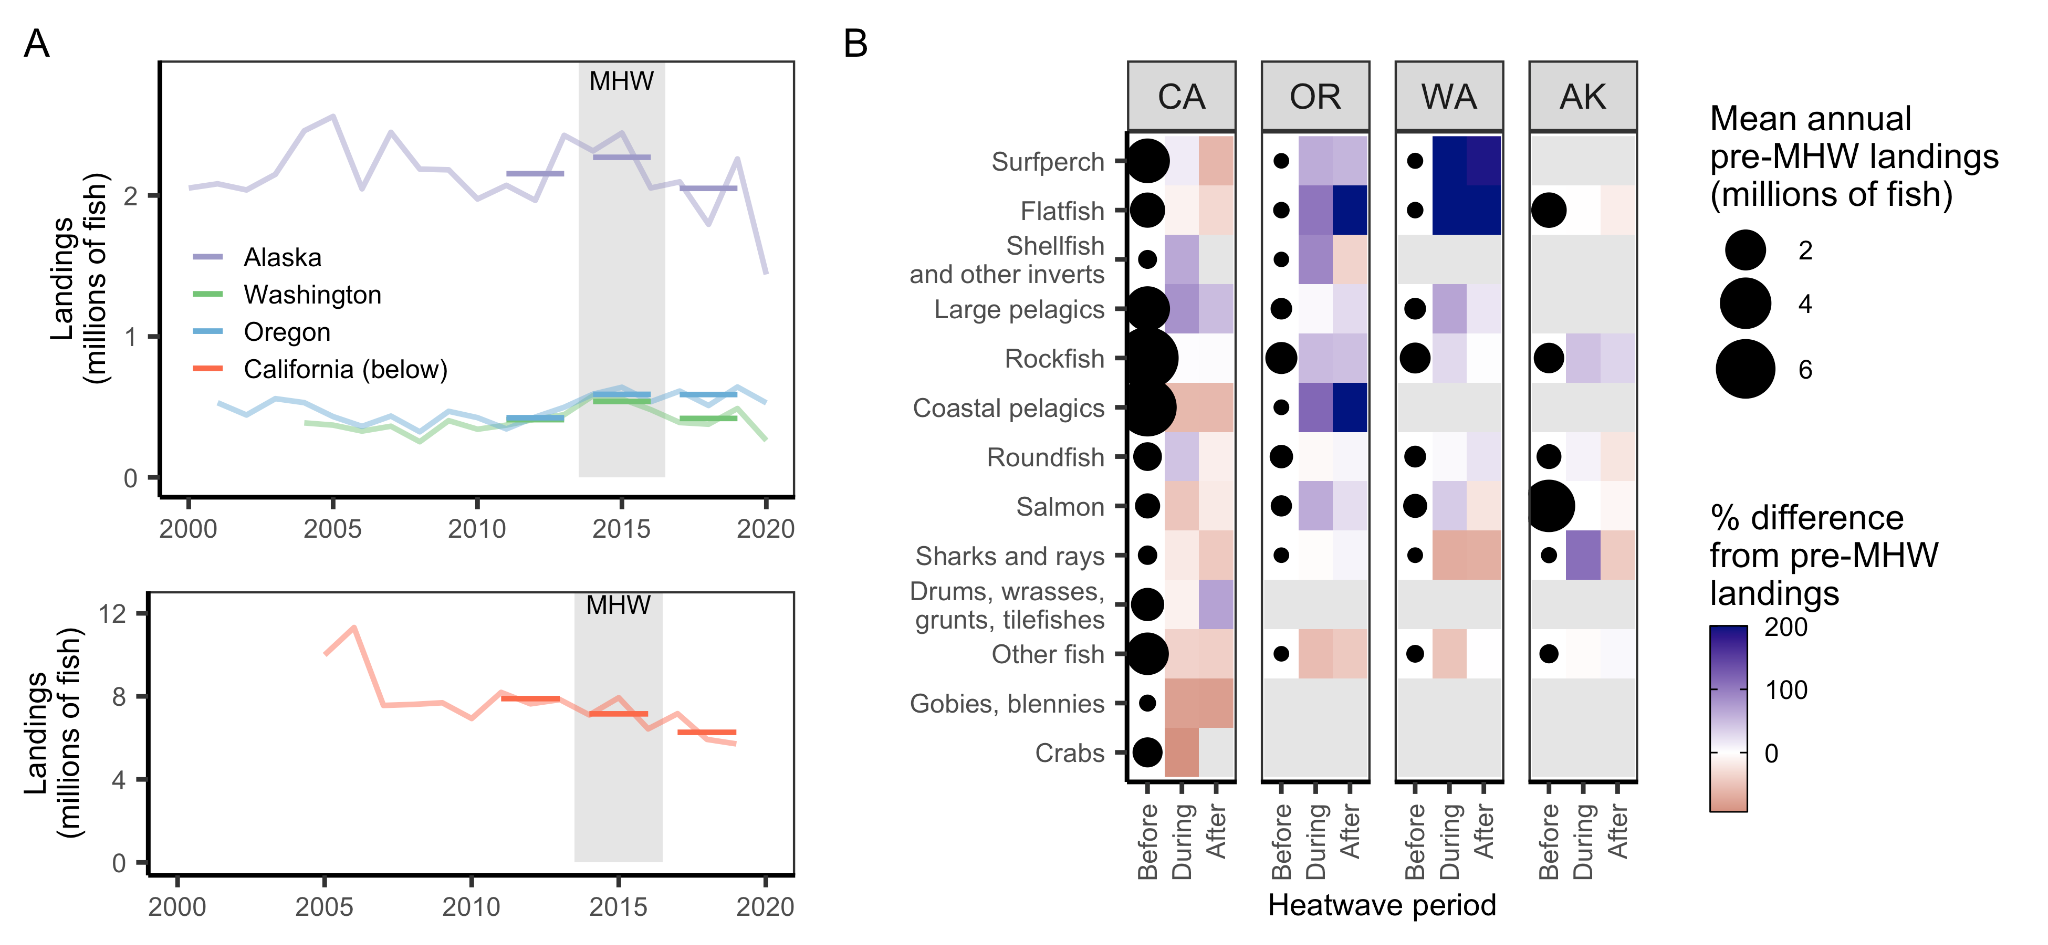 A
MHW
Landings
(millions of fish)
2
1
0
Alaska
Washington
Oregon
California (below)
2000
2005
2010
2015
2020
MHW
Landings
(millions of fish)
12
8
4
0
2000
2005
2010
2015
2020
B
CA
OR
WA
AK
Surfperch
Flatfish
Shellfish
and other inverts
Large pelagics
Rockfish
Coastal pelagics
Roundfish
Salmon
Sharks and rays
Drums, wrasses,
grunts, tilefishes
Other fish
Gobies, blennies
Crabs
Before
During
After
Before
During
After
Before
During
After
Before
During
After
Heatwave period
Mean annual
pre-MHW landings
(millions of fish)
2
4
6
% difference
from pre-MHW
landings
200
100
0